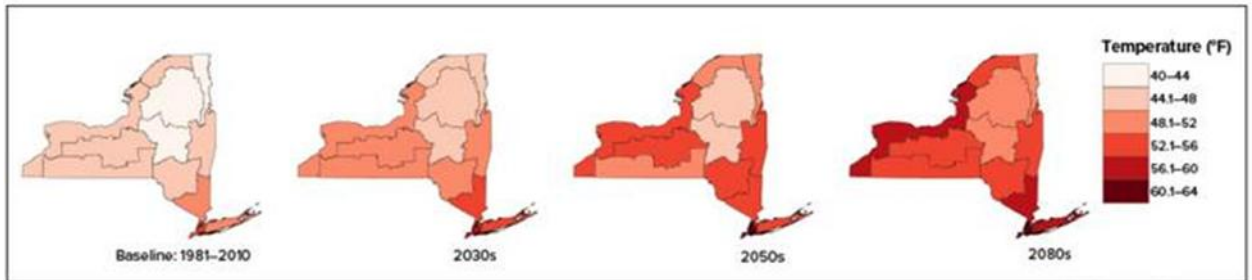 Temperature (°F)
40–44
44.1–48
48.1–52
52.1–56
56.1–60
60.1–64
Baseline: 1981–2010
2030s
2050s
2080s